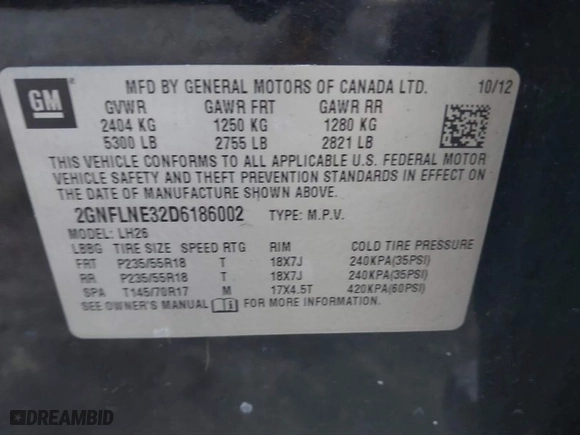 GM
MFD BY GENERAL MOTORS OF CANADA LTD. 10/12
GVWR GAWR FRT GAWR RR
2404 KG 1250 KG 1280 KG
5300 LB 2755 LB 2821 LB
THIS VEHICLE CONFORMS TO ALL APPLICABLE U.S. FEDERAL MOTOR
VEHICLE SAFETY AND THEFT PREVENTION STANDARDS IN EFFECT ON
THE DATE OF MANUFACTURE SHOWN ABOVE.
2GNFLNE32D6186002 TYPE: M.P.V.
MODEL: LH26
LBBG TIRE SIZE SPEED RTG RIM COLD TIRE PRESSURE
FRT P235/55R18 T 18X7J 240KPA(35PSI)
RR P235/55R18 T 18X7J 240KPA(35PSI)
SPA T145/70R17 M 17X4.5T 420KPA(60PSI)
SEE OWNER'S MANUAL FOR MORE INFORMATION.
DREAMBID